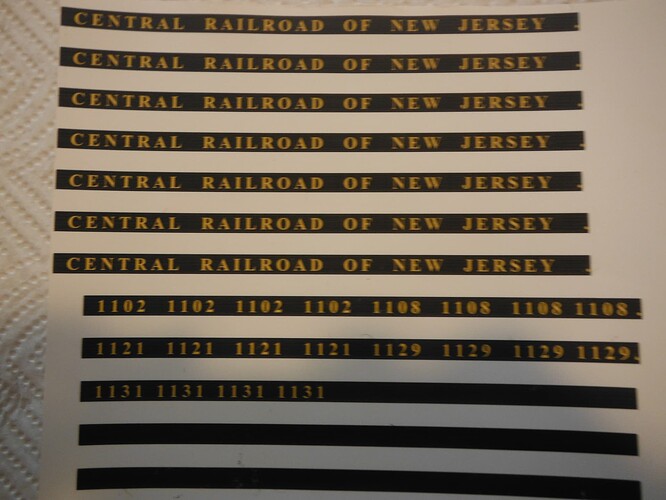 CENTRAL RAILROAD OF NEW JERSEY .
CENTRAL RAILROAD OF NEW JERSEY .
CENTRAL RAILROAD OF NEW JERSEY .
CENTRAL RAILROAD OF NEW JERSEY .
CENTRAL RAILROAD OF NEW JERSEY .
CENTRAL RAILROAD OF NEW JERSEY .
CENTRAL RAILROAD OF NEW JERSEY .
1102 1102 1102 1102 1108 1108 1108 1108 .
1121 1121 1121 1121 1129 1129 1129 1129.
1131 1131 1131 1131